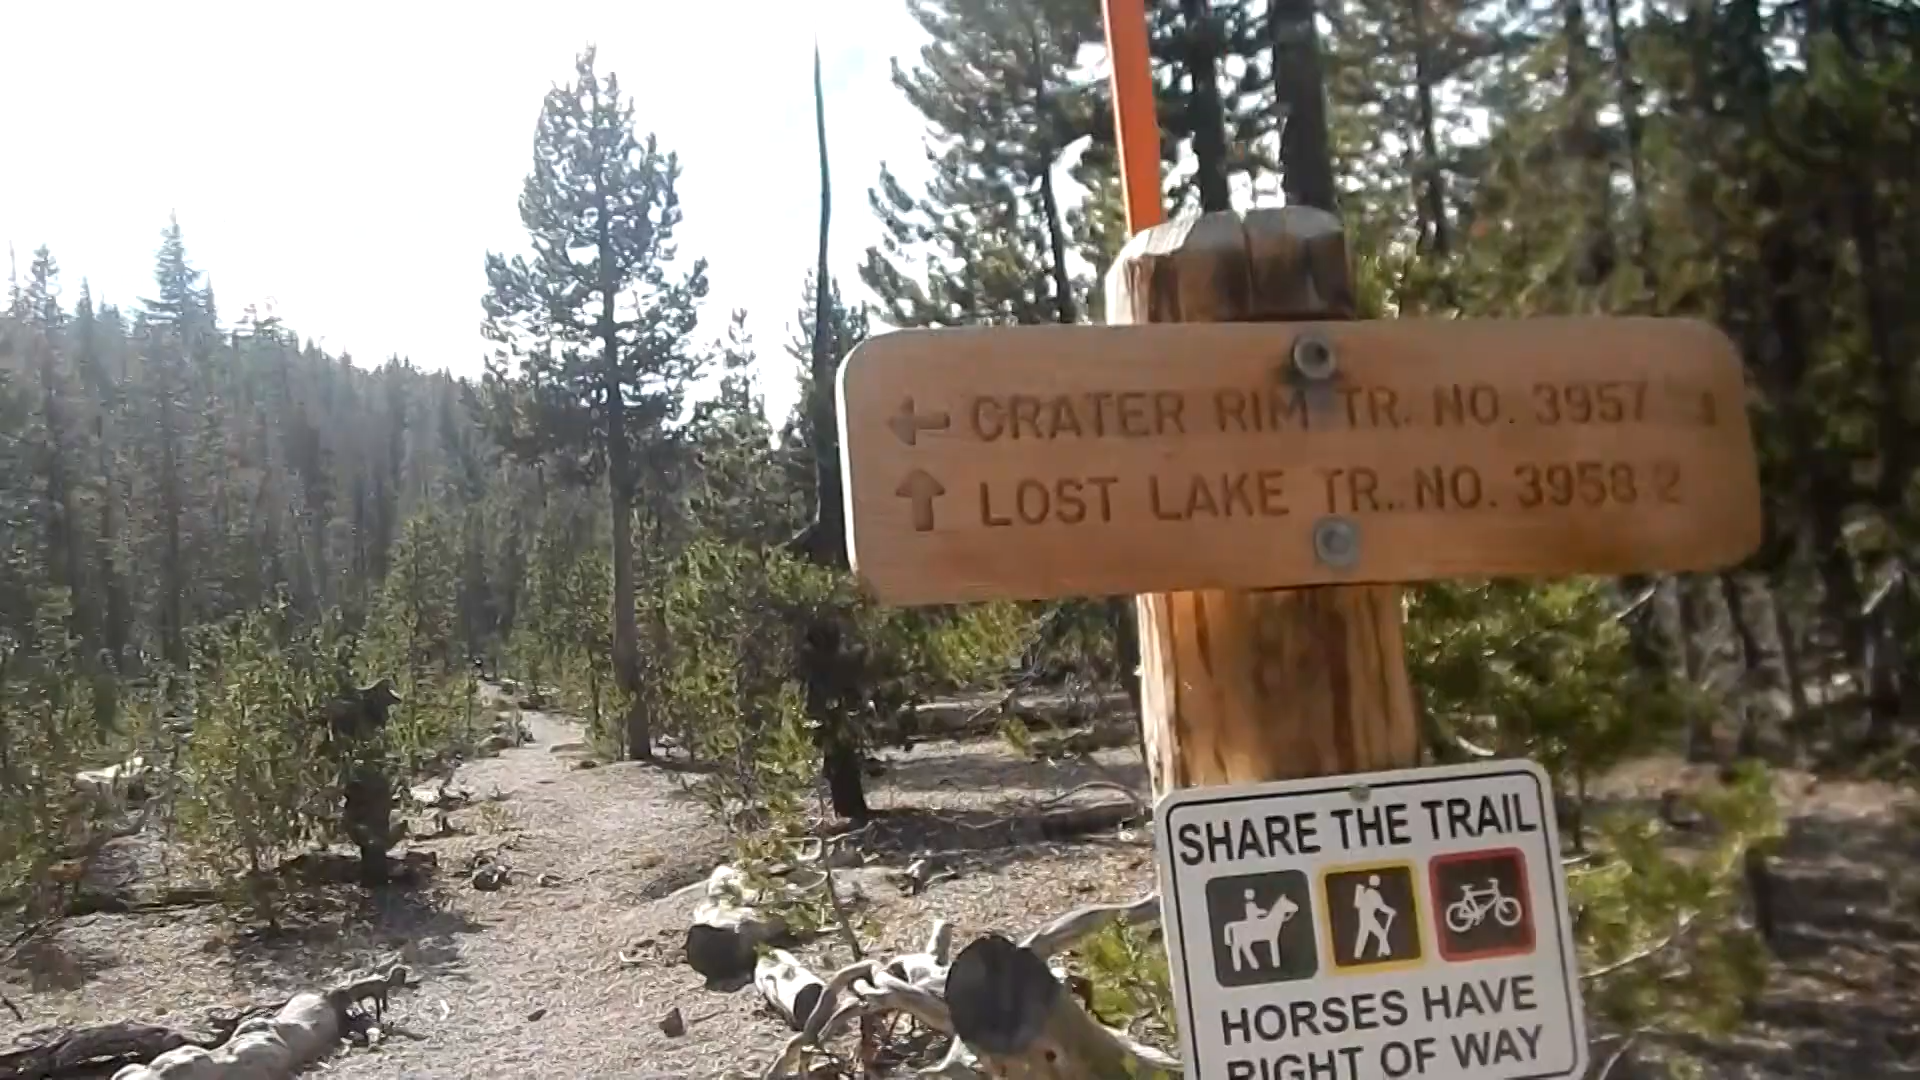 ← CRATER RIM TR. NO. 3957
↑ LOST LAKE TR. NO. 3958 2
SHARE THE TRAIL
HORSES HAVE
RIGHT OF WAY